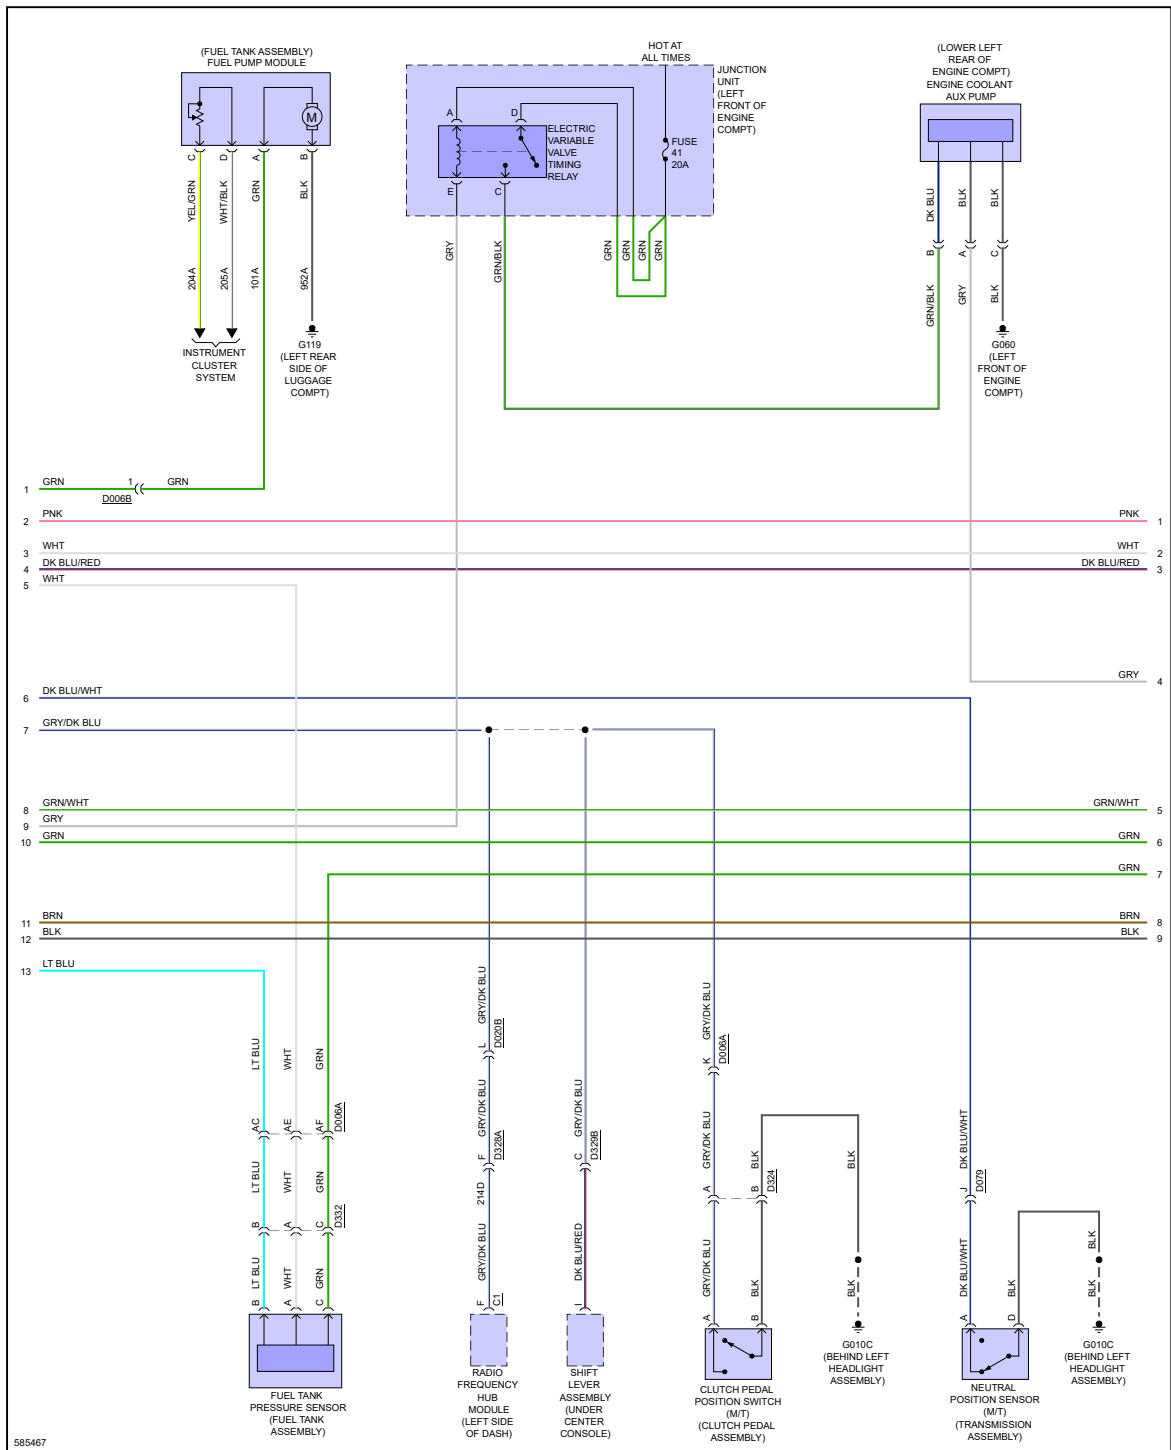 HOT AT
ALL TIMES
(FUEL TANK ASSEMBLY)
FUEL PUMP MODULE
M
C
D
A
B
YEL/GRN
WHT/BLK
GRN
BLK
204A
205A
101A
952A
INSTRUMENT
CLUSTER
SYSTEM
G119
(LEFT REAR
SIDE OF
LUGGAGE
COMPT)
JUNCTION
UNIT
(LEFT
FRONT OF
ENGINE
COMPT)
A
D
ELECTRIC
VARIABLE
VALVE
TIMING
RELAY
FUSE
41
20A
E
C
GRY
GRN/BLK
GRN
GRN
GRN
GRN
(LOWER LEFT
REAR OF
ENGINE COMPT)
ENGINE COOLANT
AUX PUMP
DK BLU
BLK
BLK
B
A
C
GRN/BLK
GRY
BLK
G060
(LEFT
FRONT OF
ENGINE
COMPT)
1 GRN 1 GRN
D006B
2 PNK PNK 1
3 WHT WHT 2
4 DK BLU/RED DK BLU/RED 3
5 WHT
GRY 4
6 DK BLU/WHT
7 GRY/DK BLU
8 GRN/WHT GRN/WHT 5
9 GRY
10 GRN GRN 6
GRN 7
11 BRN BRN 8
12 BLK BLK 9
13 LT BLU
LT BLU
WHT
GRN
AC
AE
AF
D006A
LT BLU
WHT
GRN
B
A
C
D332
LT BLU
WHT
GRN
B
A
C
FUEL TANK
PRESSURE SENSOR
(FUEL TANK
ASSEMBLY)
GRY/DK BLU
L
D020B
GRY/DK BLU
F
D328A
214D
GRY/DK BLU
F
C1
RADIO
FREQUENCY
HUB
MODULE
(LEFT SIDE
OF DASH)
GRY/DK BLU
C
D329B
DK BLU/RED
I
SHIFT
LEVER
ASSEMBLY
(UNDER
CENTER
CONSOLE)
GRY/DK BLU
K
D006A
GRY/DK BLU
BLK
BLK
A
B
D324
GRY/DK BLU
BLK
BLK
A
B
CLUTCH PEDAL
POSITION SWITCH
(M/T)
(CLUTCH PEDAL
ASSEMBLY)
G010C
(BEHIND LEFT
HEADLIGHT
ASSEMBLY)
DK BLU/WHT
J
D079
DK BLU/WHT
BLK
BLK
BLK
A
D
NEUTRAL
POSITION SENSOR
(M/T)
(TRANSMISSION
ASSEMBLY)
G010C
(BEHIND LEFT
HEADLIGHT
ASSEMBLY)
585467